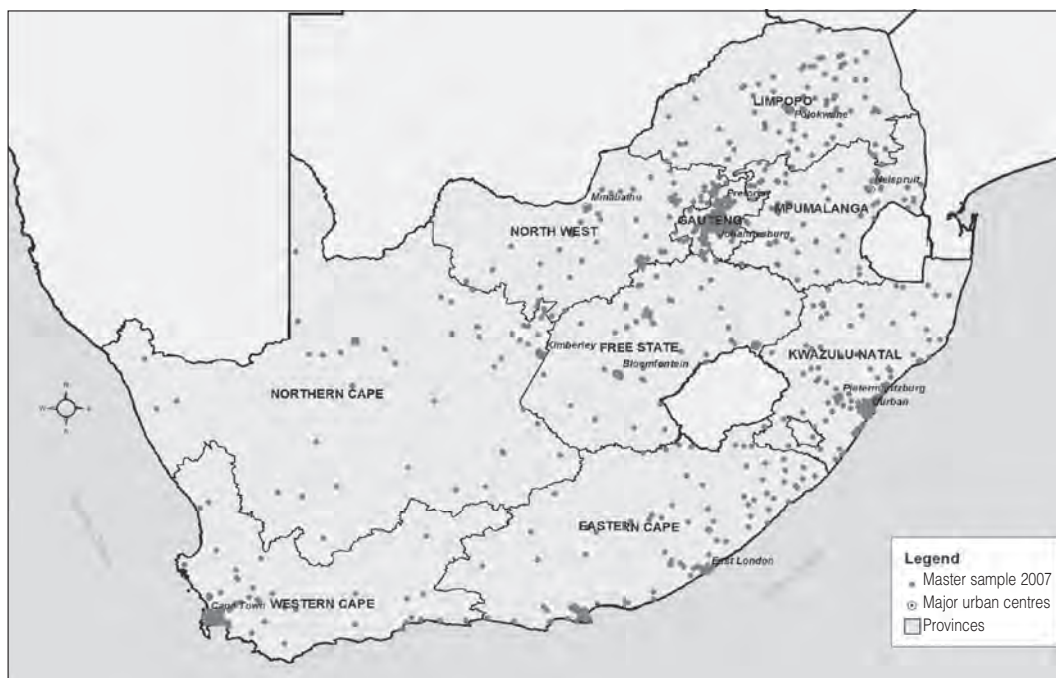 LIMPOPO
Polokwane
Nelspruit
Mmabatho
Pretoria
MPUMALANGA
GAUTENG
NORTH WEST
Johannesburg
Kimberley
FREE STATE
KWAZULU-NATAL
Bloemfontein
NORTHERN CAPE
Pietermaritzburg
Durban
N
W
E
S
EASTERN CAPE
East London
Cape Town
WESTERN CAPE
Legend
Master sample 2007
Major urban centres
Provinces